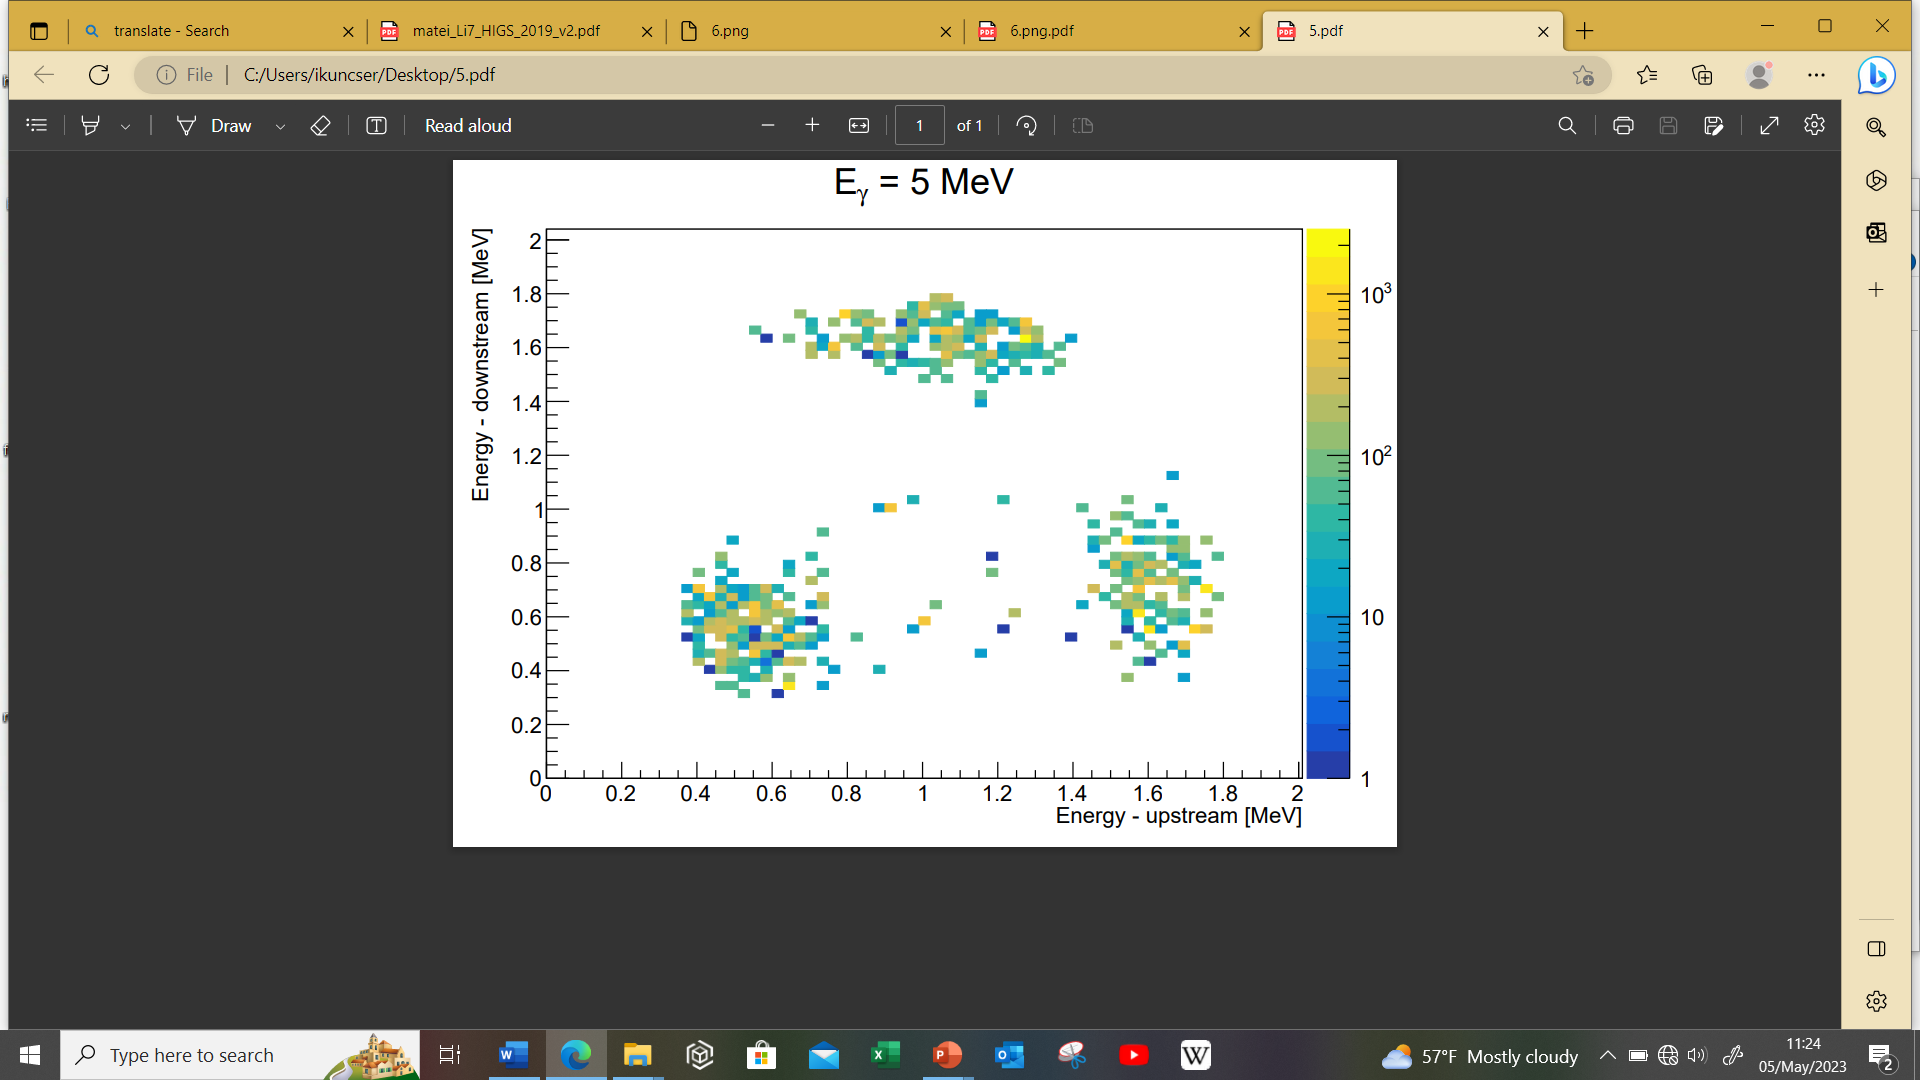 translate - Search
matei_Li7_HIGS_2019_v2.pdf
6.png
6.png.pdf
5.pdf
File
C:/Users/ikuncser/Desktop/5.pdf
Draw
Read aloud
1
of 1
Eγ = 5 MeV
Energy - downstream [MeV]
2
1.8
1.6
1.4
1.2
1
0.8
0.6
0.4
0.2
0
0 0.2 0.4 0.6 0.8 1 1.2 1.4 1.6 1.8 2
Energy - upstream [MeV]
10³
10²
10
1
Type here to search
57°F Mostly cloudy
11:24
05/May/2023
2